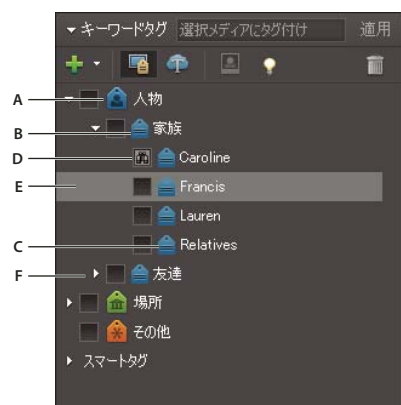 キーワードタグ 選択メディアにタグ付け 適用
A 人物
B 家族
D Caroline
E Francis
Lauren
C Relatives
F 友達
場所
その他
スマートタグ